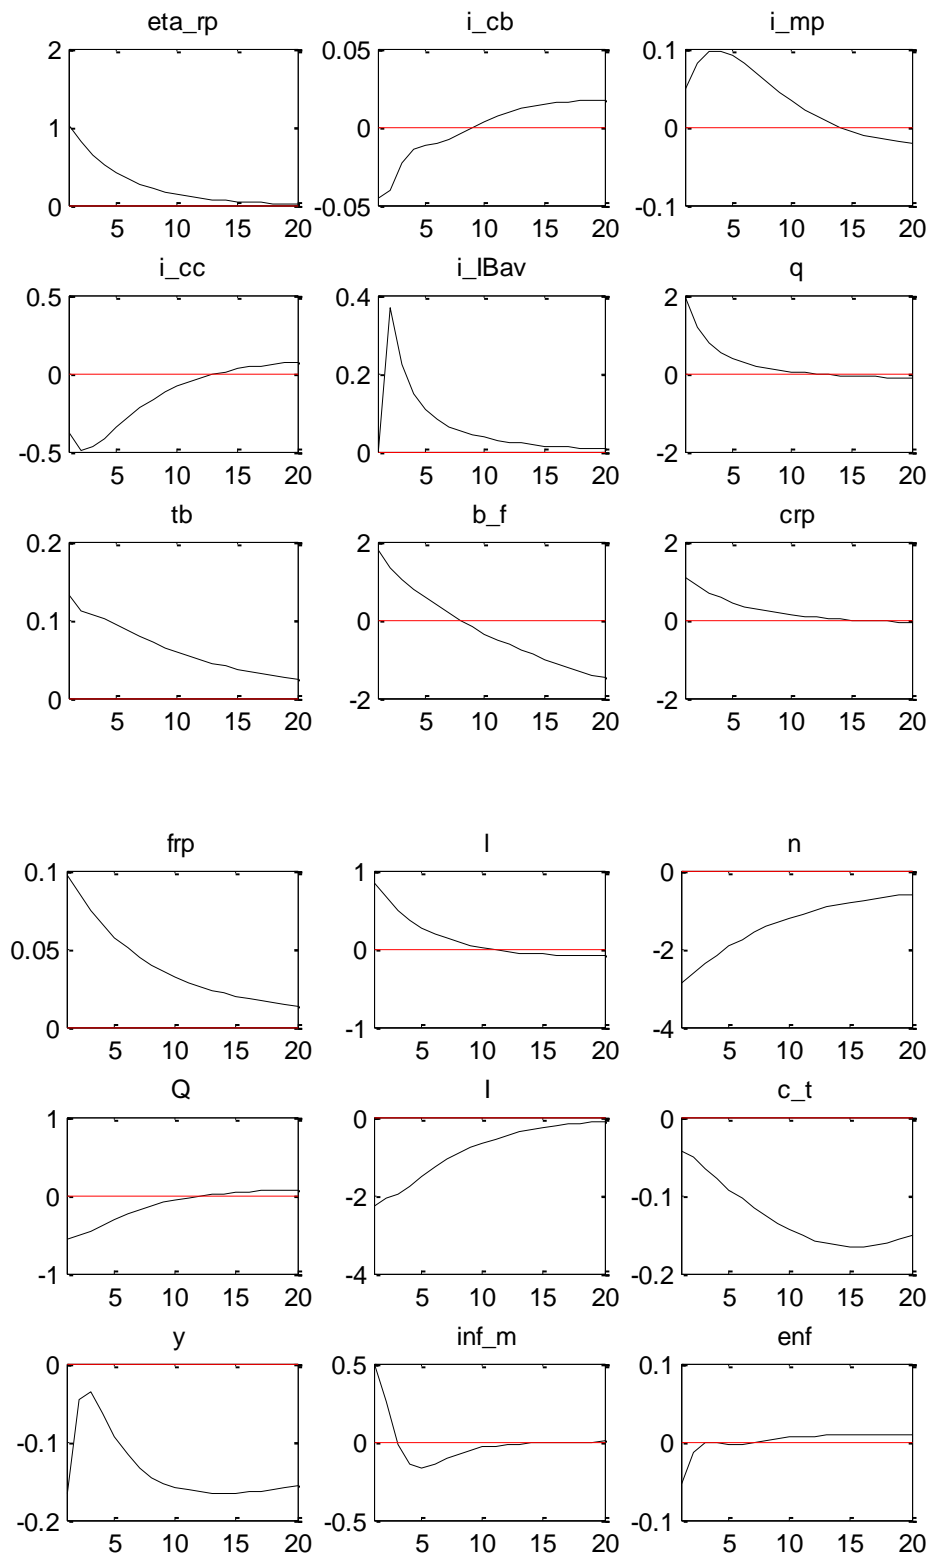 eta_rp i_cb i_mp
2 0.05 0.1
1 0 0
0 -0.05 -0.1
5 10 15 20 5 10 15 20 5 10 15 20
i_cc i_IBav q
0.5 0.4 2
0 0.2 0
-0.5 0 -2
5 10 15 20 5 10 15 20 5 10 15 20
tb b_f crp
0.2 2 2
0.1 0 0
0 -2 -2
5 10 15 20 5 10 15 20 5 10 15 20
frp l n
0.1 1 0
0.05 0 -2
0 -1 -4
5 10 15 20 5 10 15 20 5 10 15 20
Q I c_t
1 0 0
0 -2 -0.1
-1 -4 -0.2
5 10 15 20 5 10 15 20 5 10 15 20
y inf_m enf
0 0.5 0.1
-0.1 0 0
-0.2 -0.5 -0.1
5 10 15 20 5 10 15 20 5 10 15 20